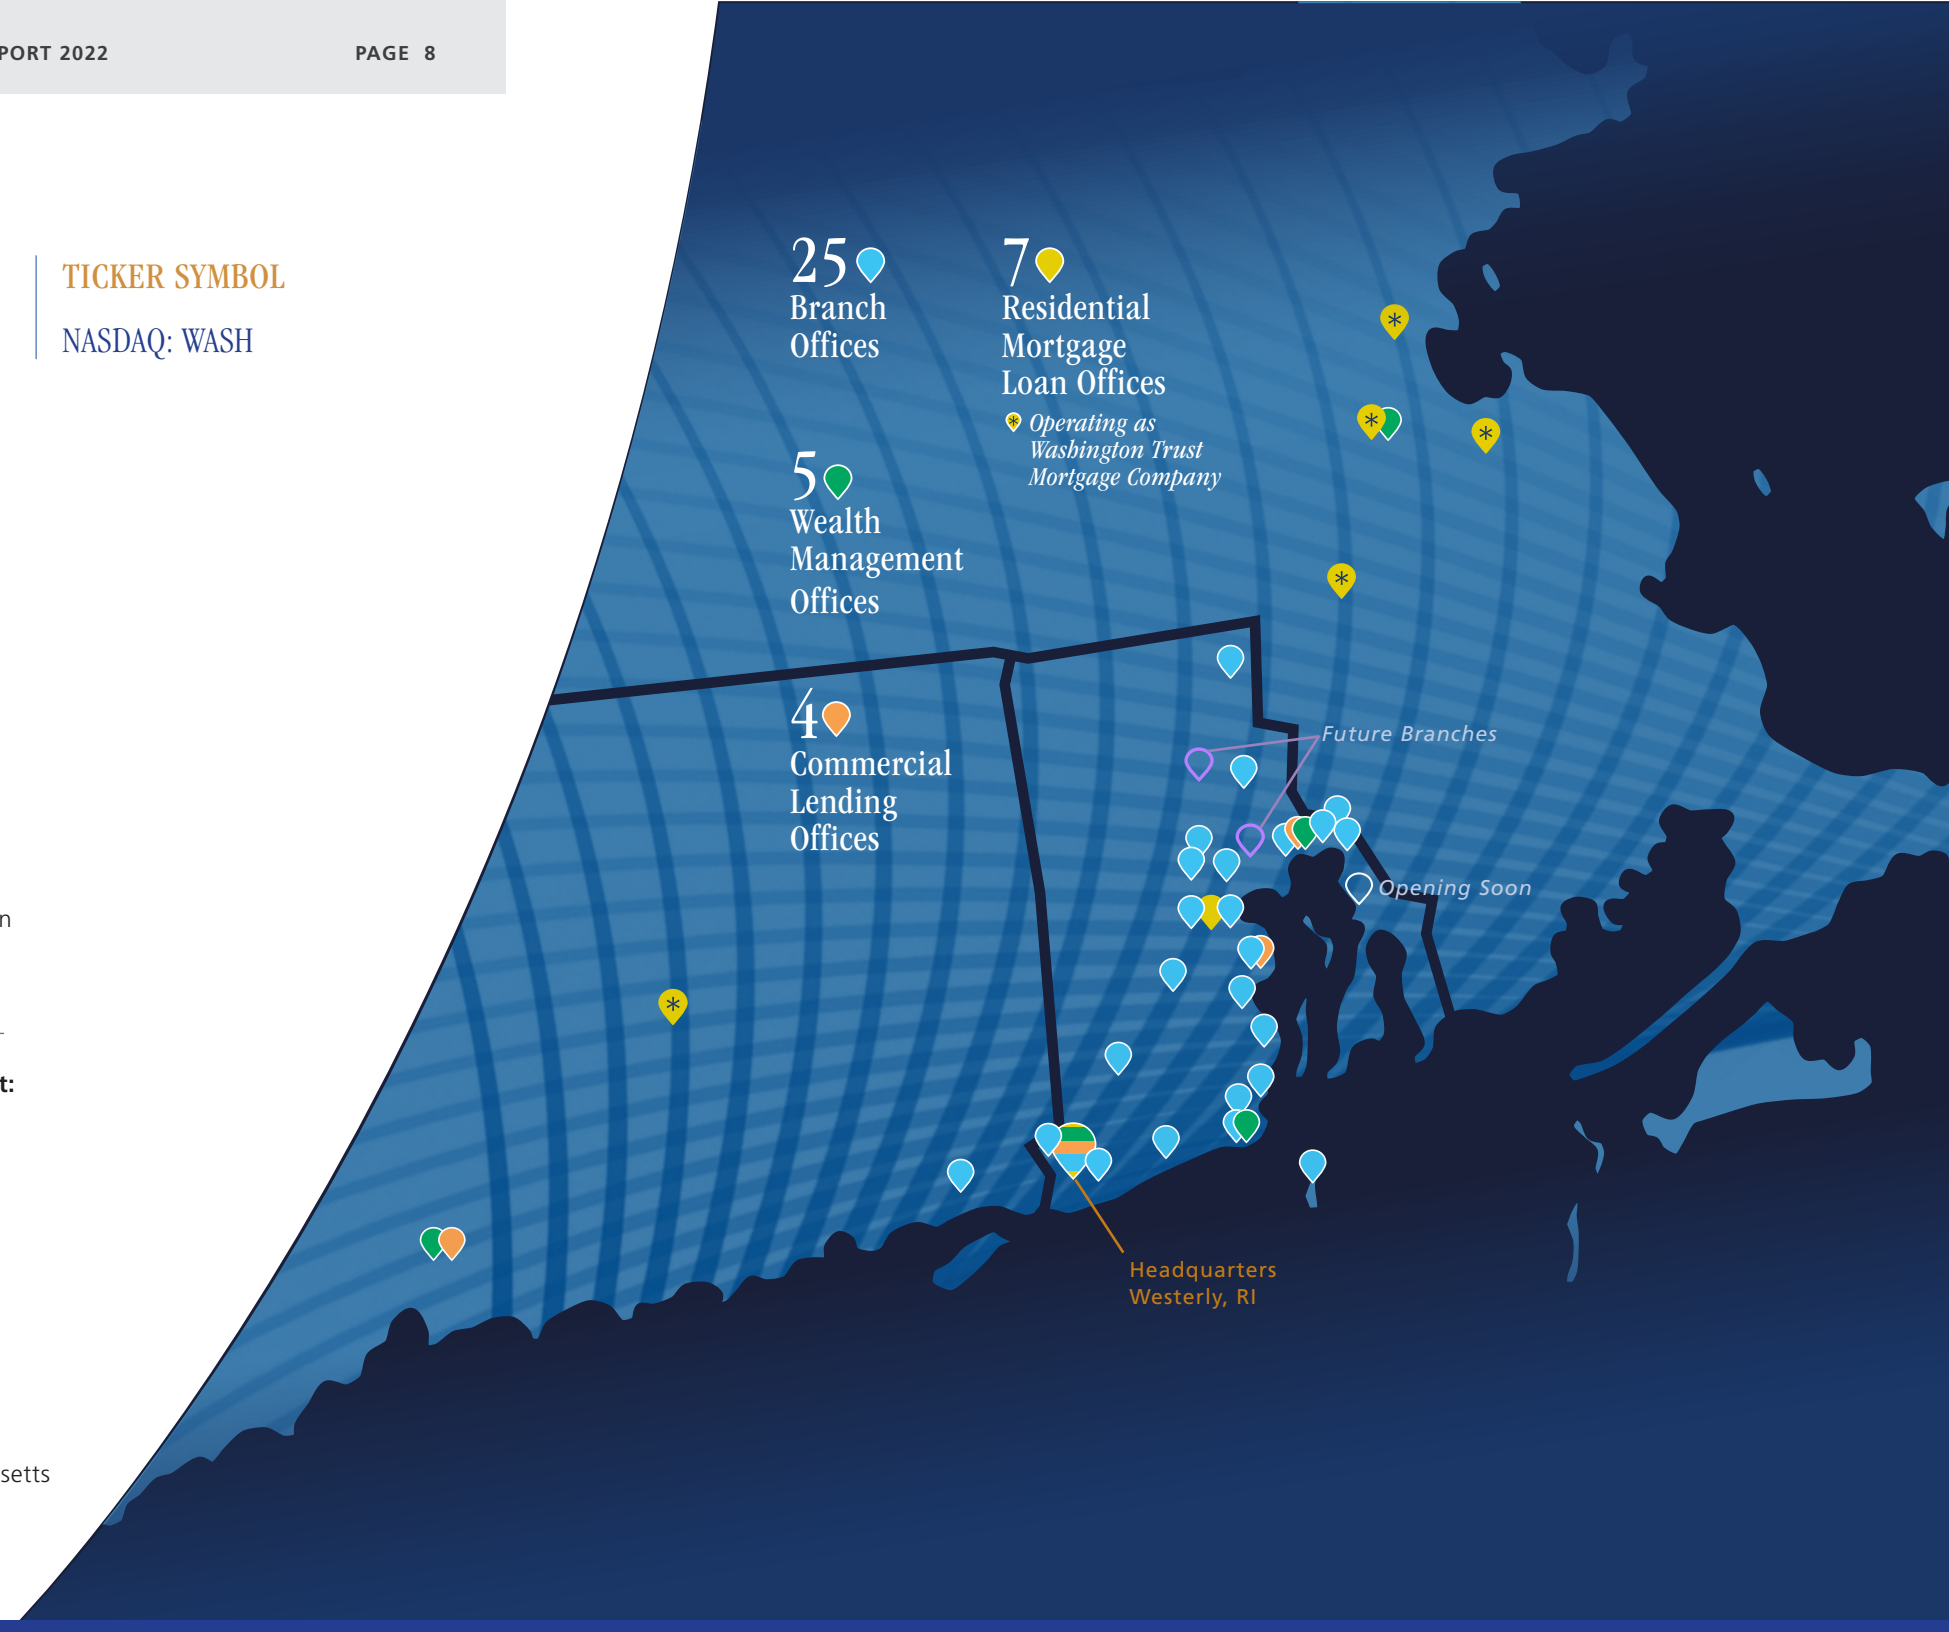 PORT 2022
PAGE 8
TICKER SYMBOL
NASDAQ: WASH
n
t:
setts
25
Branch
Offices
7
Residential
Mortgage
Loan Offices
* Operating as
Washington Trust
Mortgage Company
5
Wealth
Management
Offices
4
Commercial
Lending
Offices
*
*
*
*
*
Future Branches
Opening Soon
Headquarters
Westerly, RI